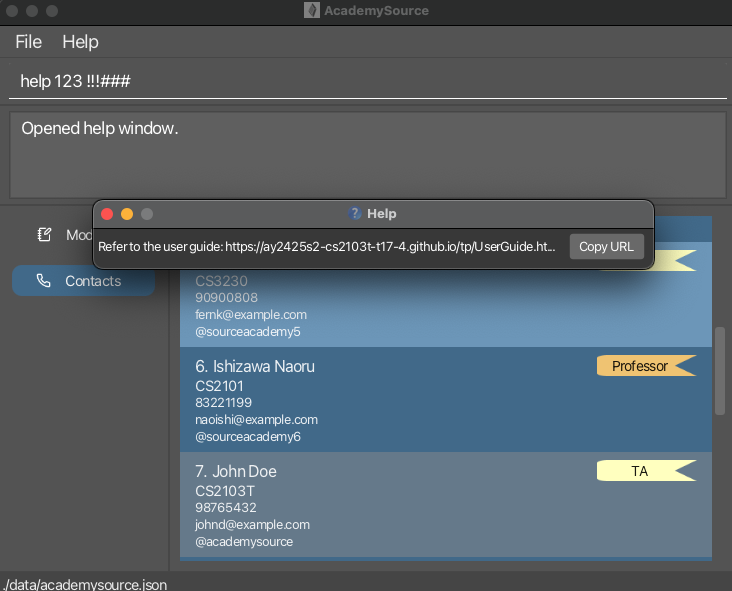 AcademySource
File Help
help 123 !!!###
Opened help window.
Help
Refer to the user guide: https://ay2425s2-cs2103t-t17-4.github.io/tp/UserGuide.ht...
Copy URL
Mod
Contacts
CS3230
90900808
fernk@example.com
@sourceacademy5
6. Ishizawa Naoru
Professor
CS2101
83221199
naoishi@example.com
@sourceacademy6
7. John Doe
TA
CS2103T
98765432
johnd@example.com
@academysource
./data/academysource.json